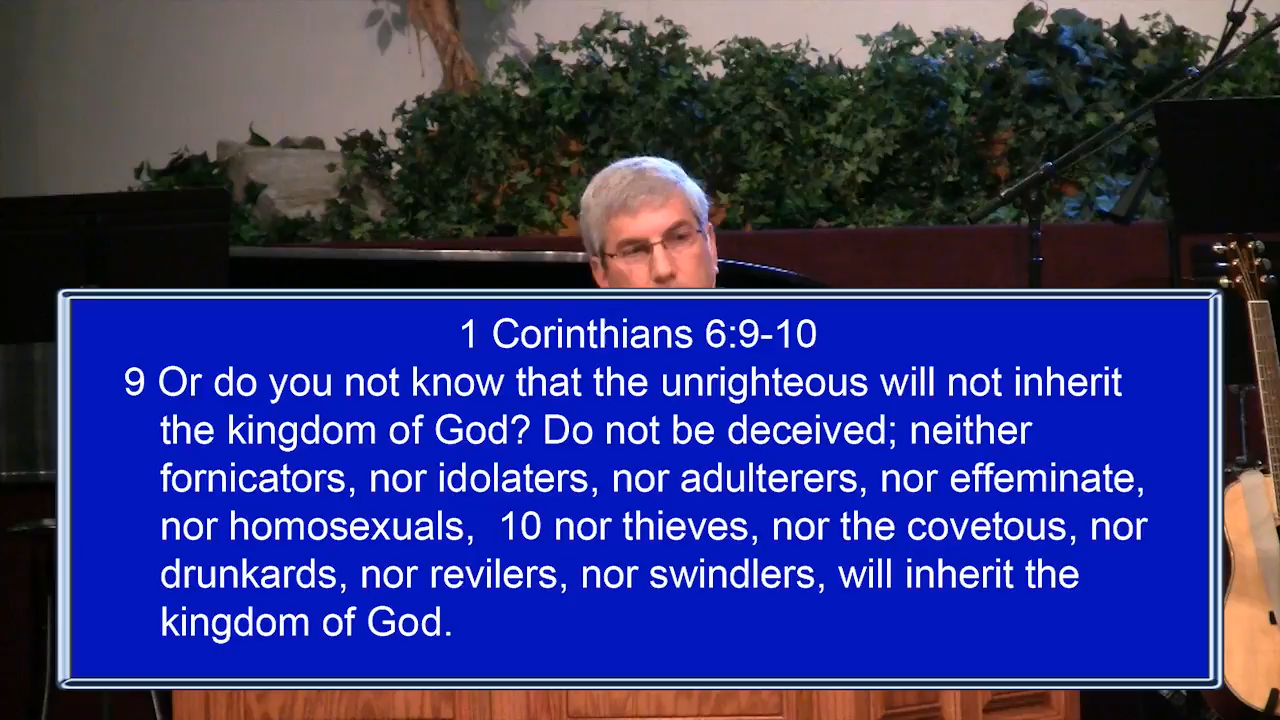 1 Corinthians 6:9-10
9 Or do you not know that the unrighteous will not inherit
the kingdom of God? Do not be deceived; neither
fornicators, nor idolaters, nor adulterers, nor effeminate,
nor homosexuals,  10 nor thieves, nor the covetous, nor
drunkards, nor revilers, nor swindlers, will inherit the
kingdom of God.